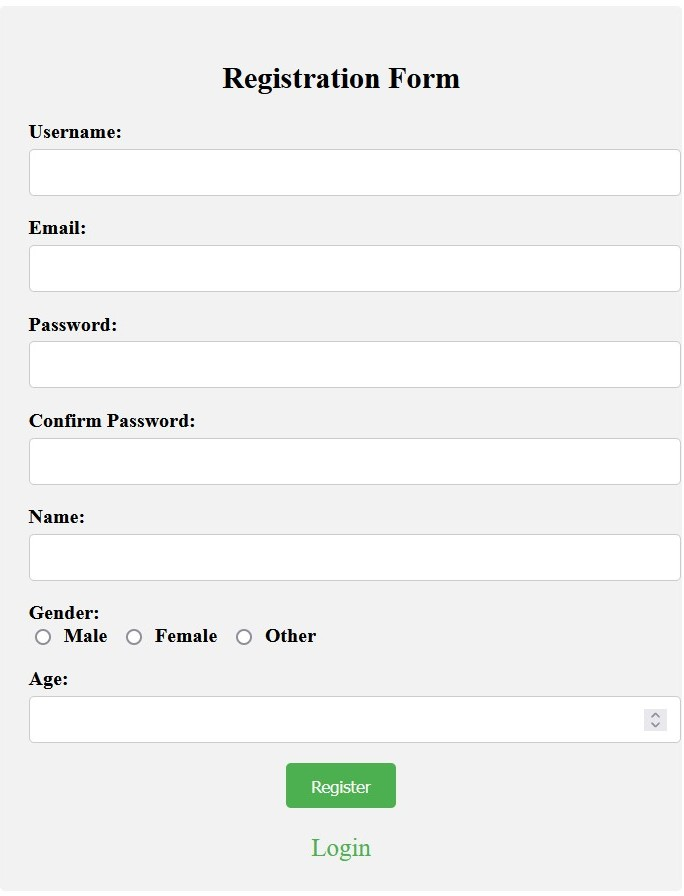 Registration Form
Username:
Email:
Password:
Confirm Password:
Name:
Gender:
Male Female Other
Age:
Register
Login